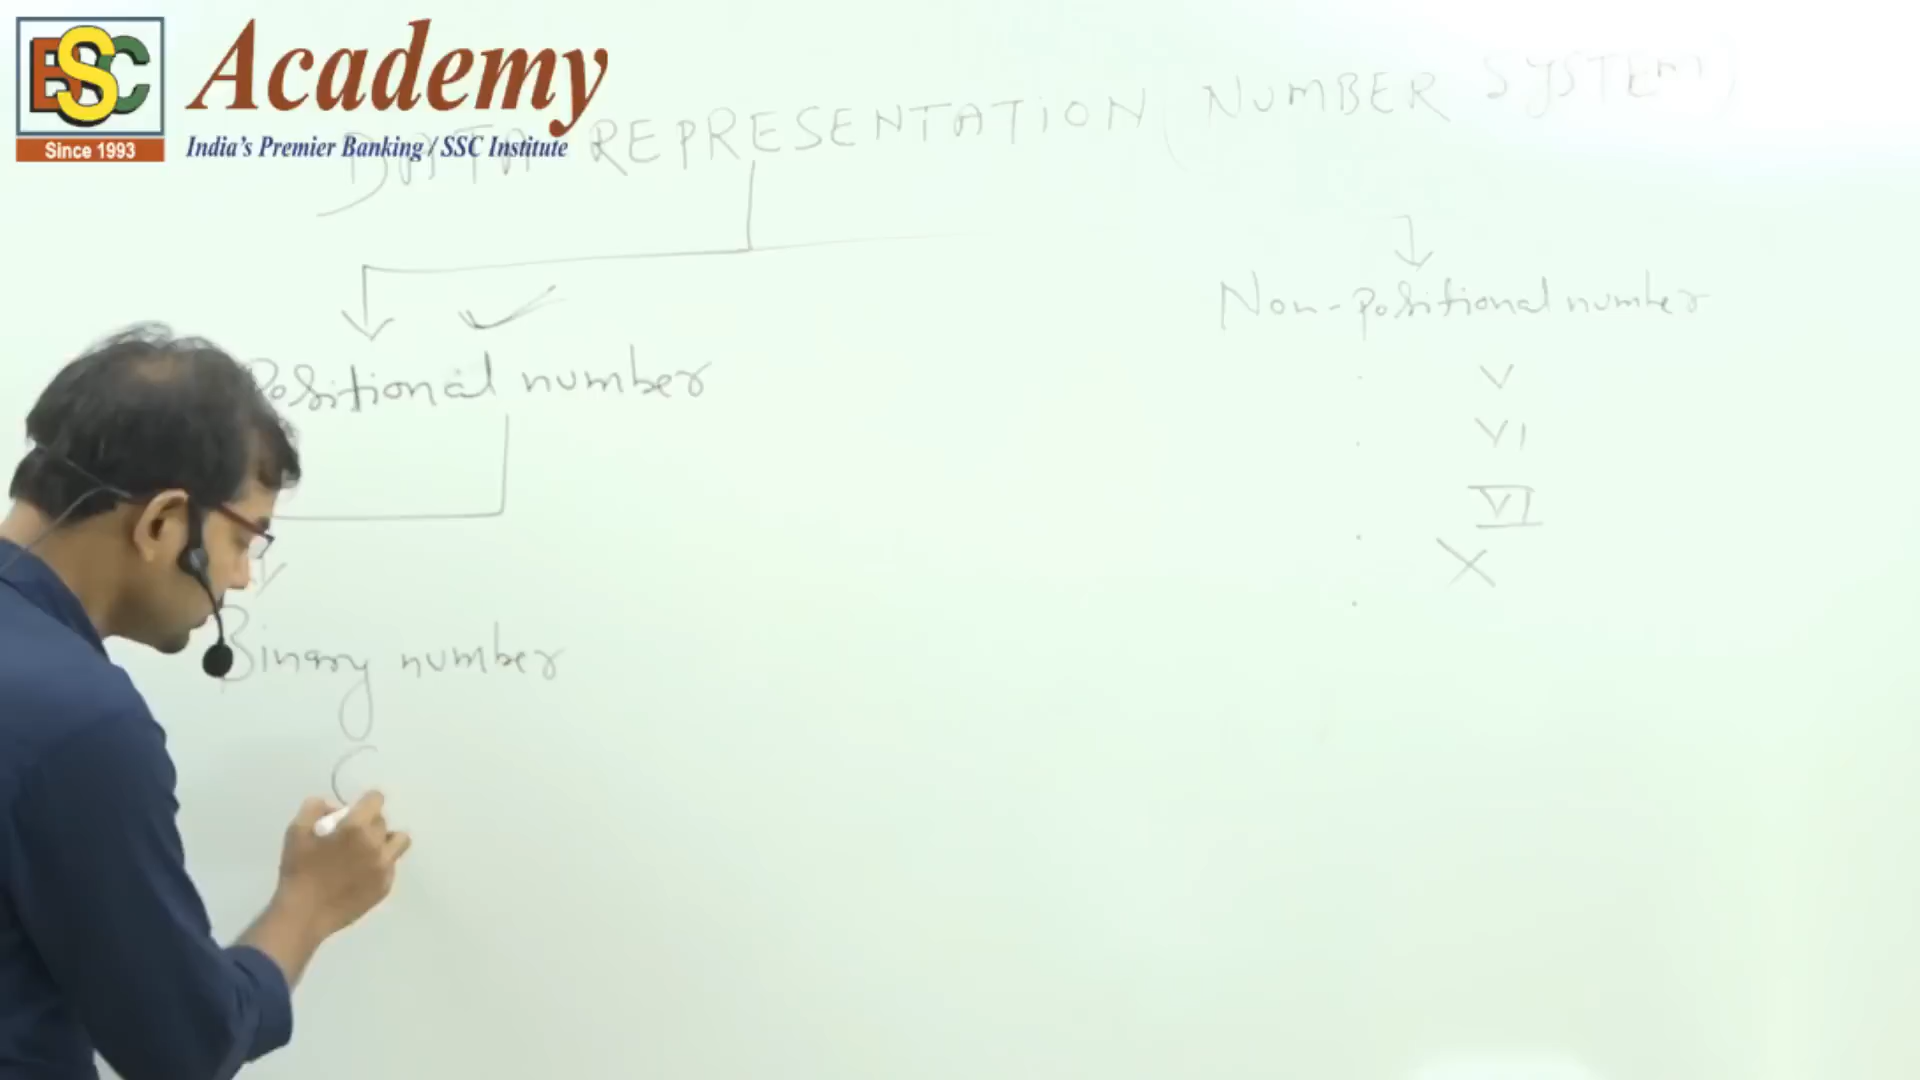 BSC Academy
Since 1993
India's Premier Banking / SSC Institute
DATA REPRESENTATION (NUMBER SYSTEM)
Positional number
Non-positional number
V
VI
VI
X
Binary number
(